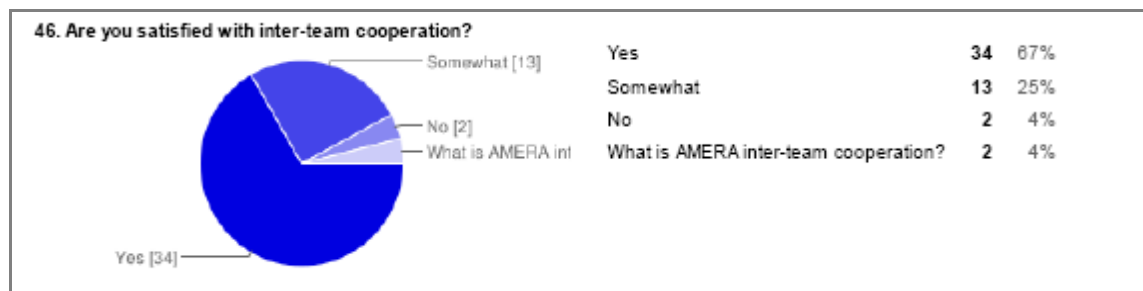 46. Are you satisfied with inter-team cooperation?
Somewhat [13]
No [2]
What is AMERA int
Yes [34]
Yes 34 67%
Somewhat 13 25%
No 2 4%
What is AMERA inter-team cooperation? 2 4%